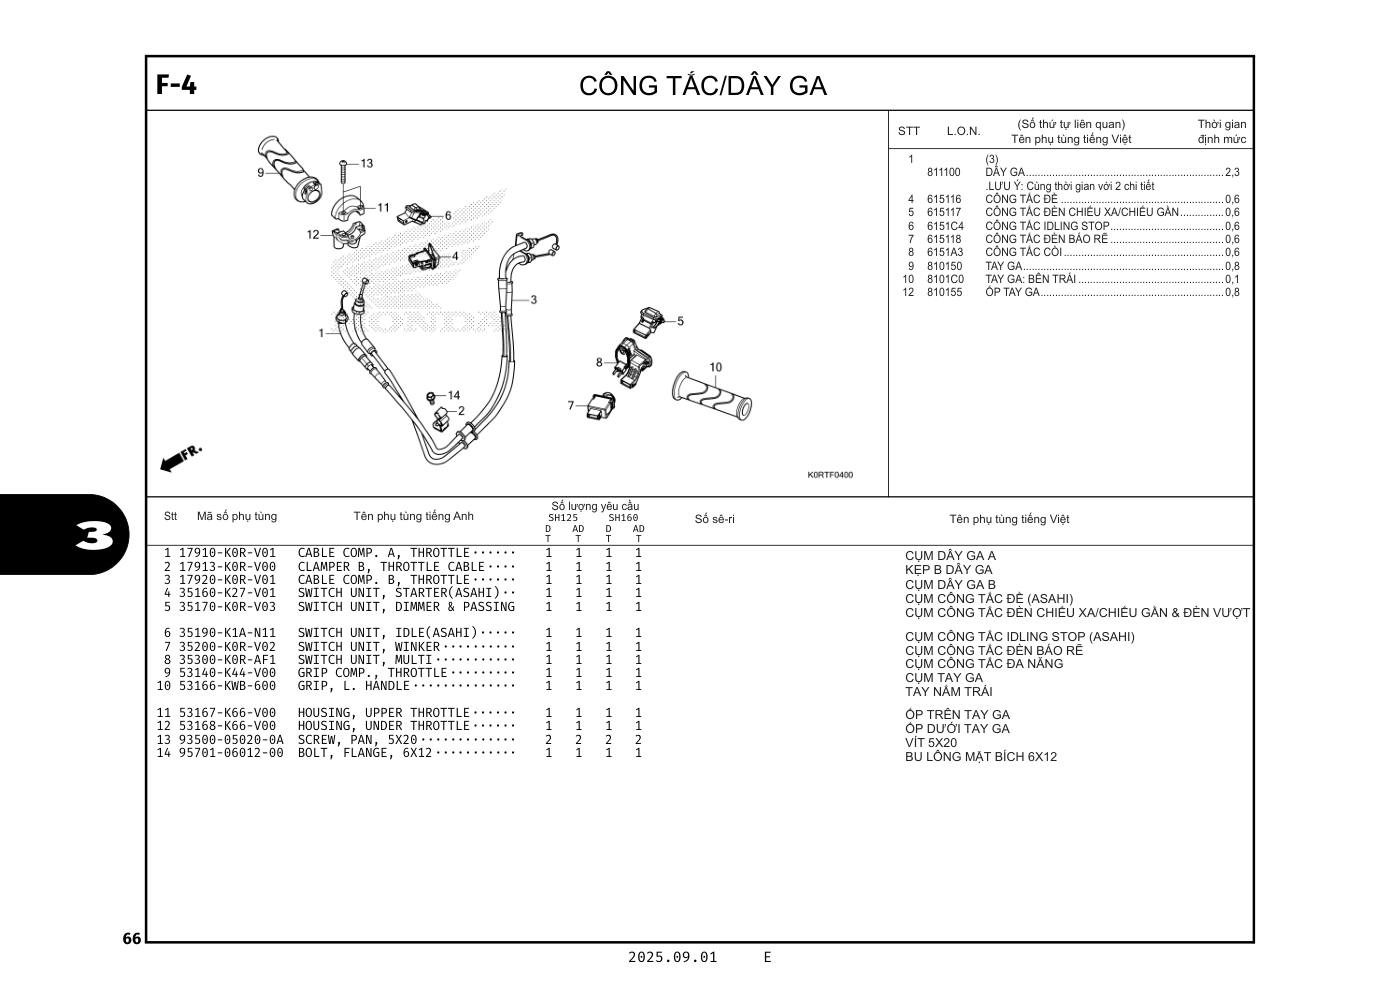 F-4
CÔNG TẮC/DÂY GA
9
13
11
12
6
4
3
1
5
8
10
7
14
2
HONDA
FR.
K0RTF0400
STT L.O.N. (Số thứ tự liên quan) Tên phụ tùng tiếng Việt Thời gian định mức
1 (3)
811100 DÂY GA 2,3
.LƯU Ý: Cùng thời gian với 2 chi tiết
4 615116 CÔNG TẮC ĐỀ 0,6
5 615117 CÔNG TẮC ĐÈN CHIẾU XA/CHIẾU GẦN 0,6
6 6151C4 CÔNG TẮC IDLING STOP 0,6
7 615118 CÔNG TẮC ĐÈN BÁO RẼ 0,6
8 6151A3 CÔNG TẮC CÒI 0,6
9 810150 TAY GA 0,8
10 8101C0 TAY GA: BÊN TRÁI 0,1
12 810155 ỐP TAY GA 0,8
3
Stt Mã số phụ tùng Tên phụ tùng tiếng Anh Số lượng yêu cầu Số sê-ri Tên phụ tùng tiếng Việt
SH125 SH160
D AD D AD
T T T T
1 17910-K0R-V01 CABLE COMP. A, THROTTLE······ 1 1 1 1 CỤM DÂY GA A
2 17913-K0R-V00 CLAMPER B, THROTTLE CABLE···· 1 1 1 1 KẸP B DÂY GA
3 17920-K0R-V01 CABLE COMP. B, THROTTLE······ 1 1 1 1 CỤM DÂY GA B
4 35160-K27-V01 SWITCH UNIT, STARTER(ASAHI)·· 1 1 1 1 CỤM CÔNG TẮC ĐỀ (ASAHI)
5 35170-K0R-V03 SWITCH UNIT, DIMMER & PASSING 1 1 1 1 CỤM CÔNG TẮC ĐÈN CHIẾU XA/CHIẾU GẦN & ĐÈN VƯỢT
6 35190-K1A-N11 SWITCH UNIT, IDLE(ASAHI)····· 1 1 1 1 CỤM CÔNG TẮC IDLING STOP (ASAHI)
7 35200-K0R-V02 SWITCH UNIT, WINKER·········· 1 1 1 1 CỤM CÔNG TẮC ĐÈN BÁO RẼ
8 35300-K0R-AF1 SWITCH UNIT, MULTI··········· 1 1 1 1 CỤM CÔNG TẮC ĐA NĂNG
9 53140-K44-V00 GRIP COMP., THROTTLE········· 1 1 1 1 CỤM TAY GA
10 53166-KWB-600 GRIP, L. HANDLE·············· 1 1 1 1 TAY NẮM TRÁI
11 53167-K66-V00 HOUSING, UPPER THROTTLE······ 1 1 1 1 ỐP TRÊN TAY GA
12 53168-K66-V00 HOUSING, UNDER THROTTLE······ 1 1 1 1 ỐP DƯỚI TAY GA
13 93500-05020-0A SCREW, PAN, 5X20············· 2 2 2 2 VÍT 5X20
14 95701-06012-00 BOLT, FLANGE, 6X12··········· 1 1 1 1 BU LÔNG MẶT BÍCH 6X12
66
2025.09.01 E